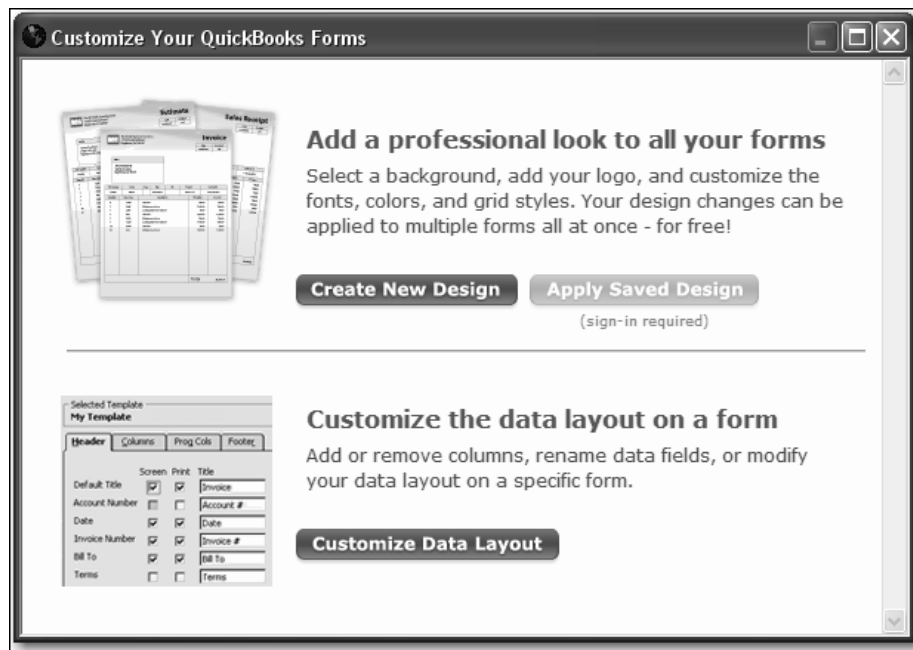 Customize Your QuickBooks Forms
Estimate
Sales Receipt
Invoice
Add a professional look to all your forms
Select a background, add your logo, and customize the
fonts, colors, and grid styles. Your design changes can be
applied to multiple forms all at once - for free!
Create New Design
Apply Saved Design
(sign-in required)
Selected Template
My Template
Header Columns Prog Cols Footer
Screen Print Title
Default Title Invoice
Account Number Account #
Date Date
Invoice Number Invoice #
Bill To Bill To
Terms Terms
Customize the data layout on a form
Add or remove columns, rename data fields, or modify
your data layout on a specific form.
Customize Data Layout